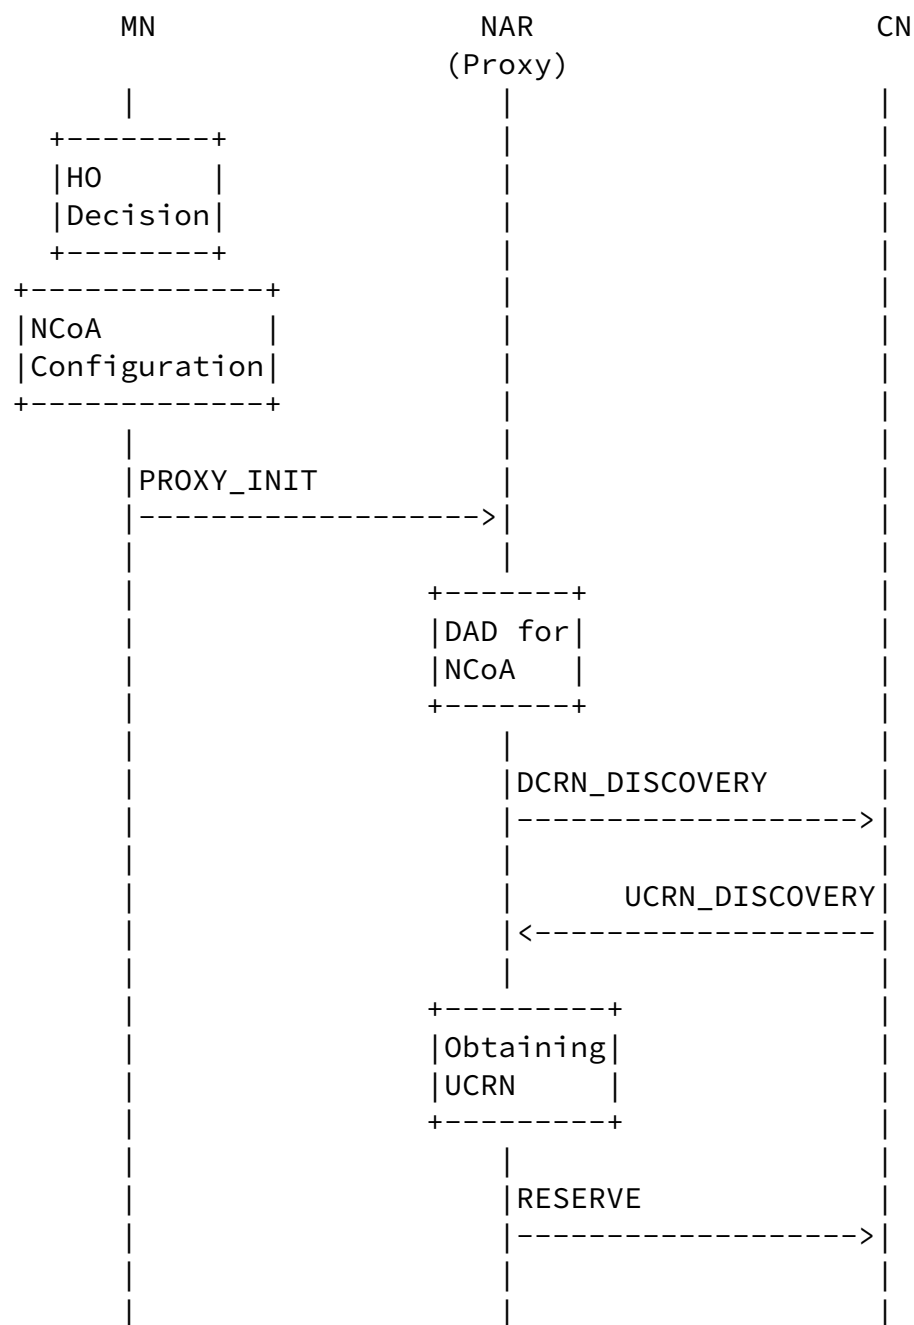 MN NAR CN
(Proxy)
HO
Decision
NCoA
Configuration
PROXY_INIT
DAD for
NCoA
DCRN_DISCOVERY
UCRN_DISCOVERY
Obtaining
UCRN
RESERVE